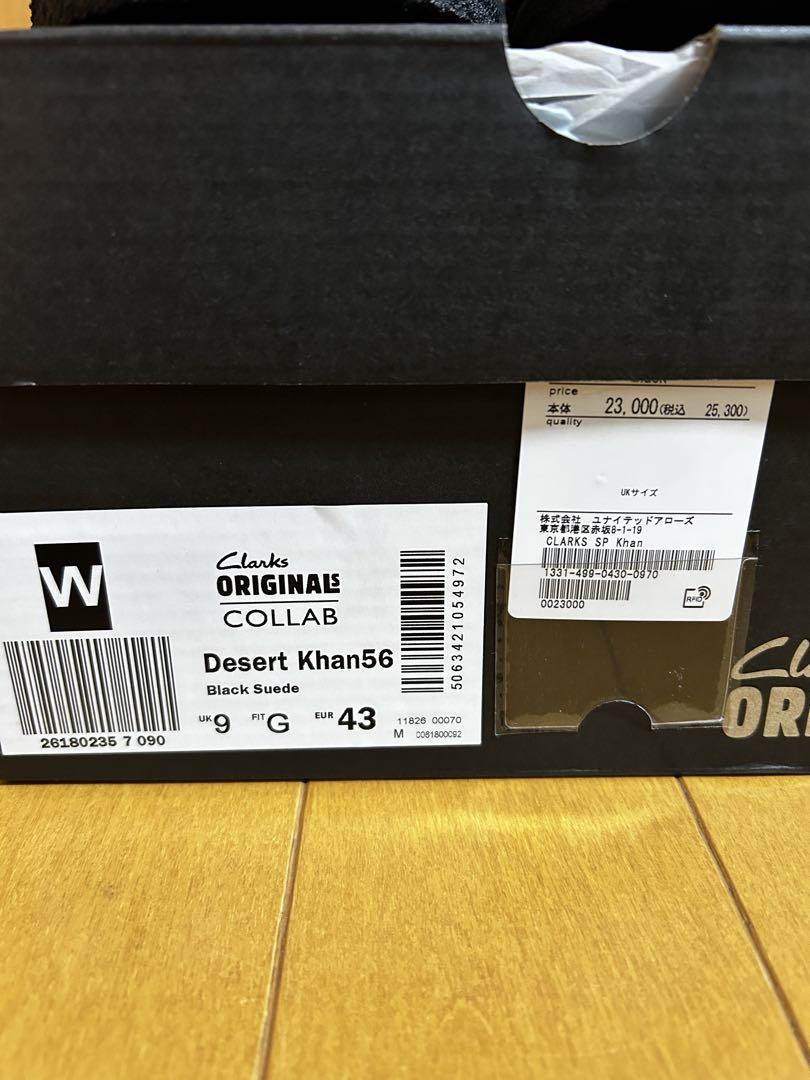 price
本体 23,000(税込 25,300)
quality
UKサイズ
株式会社 ユナイテッドアローズ
東京都港区赤坂8-1-19
CLARKS SP Khan
1331-499-0430-0970
0023000
RFID
W
Clarks
ORIGINALS
COLLAB
Desert Khan56
Black Suede
UK 9 FIT G EUR 43
11826 00070
M 0061800092
26180235 7 090
5063421054972
Cl
ORI